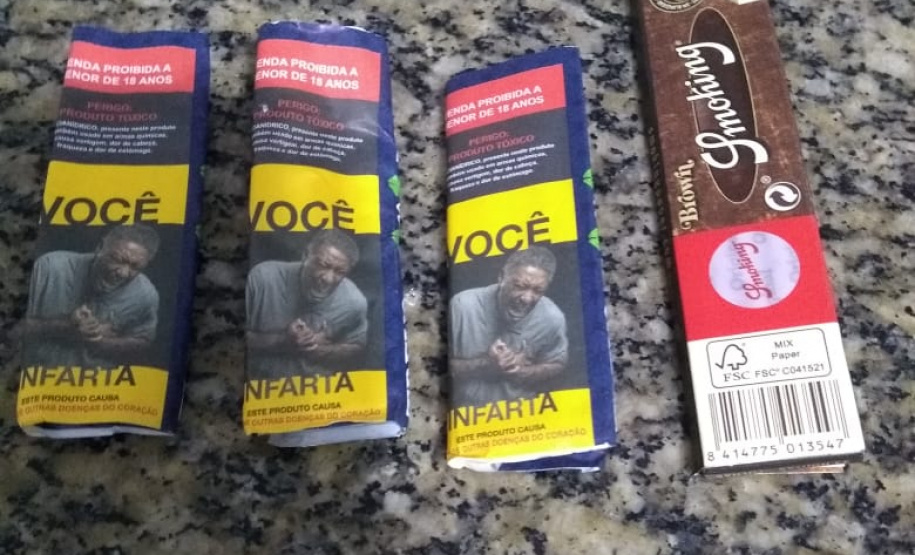 ENDA PROIBIDA A
ENOR DE 18 ANOS
PERIGO:
PRODUTO TÓXICO
VOCÊ
NFARTA
ESTE PRODUTO CAUSA
E OUTRAS DOENÇAS DO CORAÇÃO
ENDA PROIBIDA A
ENOR DE 18 ANOS
PERIGO:
PRODUTO TÓXICO
VOCÊ
NFARTA
ESTE PRODUTO CAUSA
OUTRAS DOENÇAS DO CORAÇÃO
ENDA PROIBIDA A
ENOR DE 18 ANOS
PERIGO:
PRODUTO TÓXICO
VOCÊ
NFARTA
ESTE PRODUTO CAUSA
OUTRAS DOENÇAS DO CORAÇÃO
Smoking
Brown
Smoking
MIX
Paper
FSC FSC® C041521
8 414775 013547